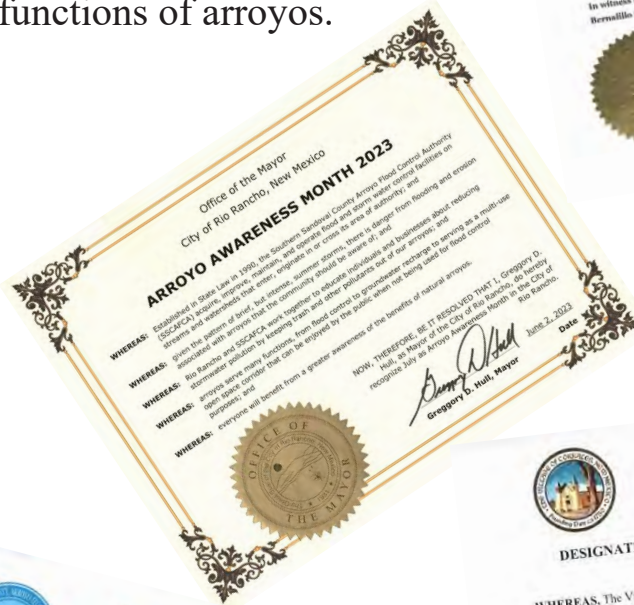 functions of arroyos.
In witness
Bernalillo
Office of the Mayor
City of Rio Rancho, New Mexico
ARROYO AWARENESS MONTH 2023
WHEREAS: Established in State Law in 1990, the Southern Sandoval County Arroyo Flood Control Authority
(SSCAFCA) acquire, improve, maintain, and operate flood and storm water control facilities on
streams and watersheds that enter, originate in or cross its area of authority; and
WHEREAS: given the pattern of brief, but intense, summer storms, there is danger from flooding and erosion
associated with arroyos that the community should be aware of; and
WHEREAS: Rio Rancho and SSCAFCA work together to educate individuals and businesses about reducing
stormwater pollution by keeping trash and other pollutants out of our arroyos; and
WHEREAS: arroyos serve many functions, from flood control to groundwater recharge to serving as a multi-use
open space corridor that can be enjoyed by the public when not being used for flood control
purposes; and
WHEREAS: everyone will benefit from a greater awareness of the benefits of natural arroyos.
NOW, THEREFORE, BE IT RESOLVED THAT I, Greggory D.
Hull, as Mayor of the City of Rio Rancho, do hereby
recognize July as Arroyo Awareness Month in the City of
Rio Rancho.
June 2, 2023
Date
Greggory D. Hull, Mayor
OFFICE OF
THE MAYOR
DESIGNATI
WHEREAS, The V